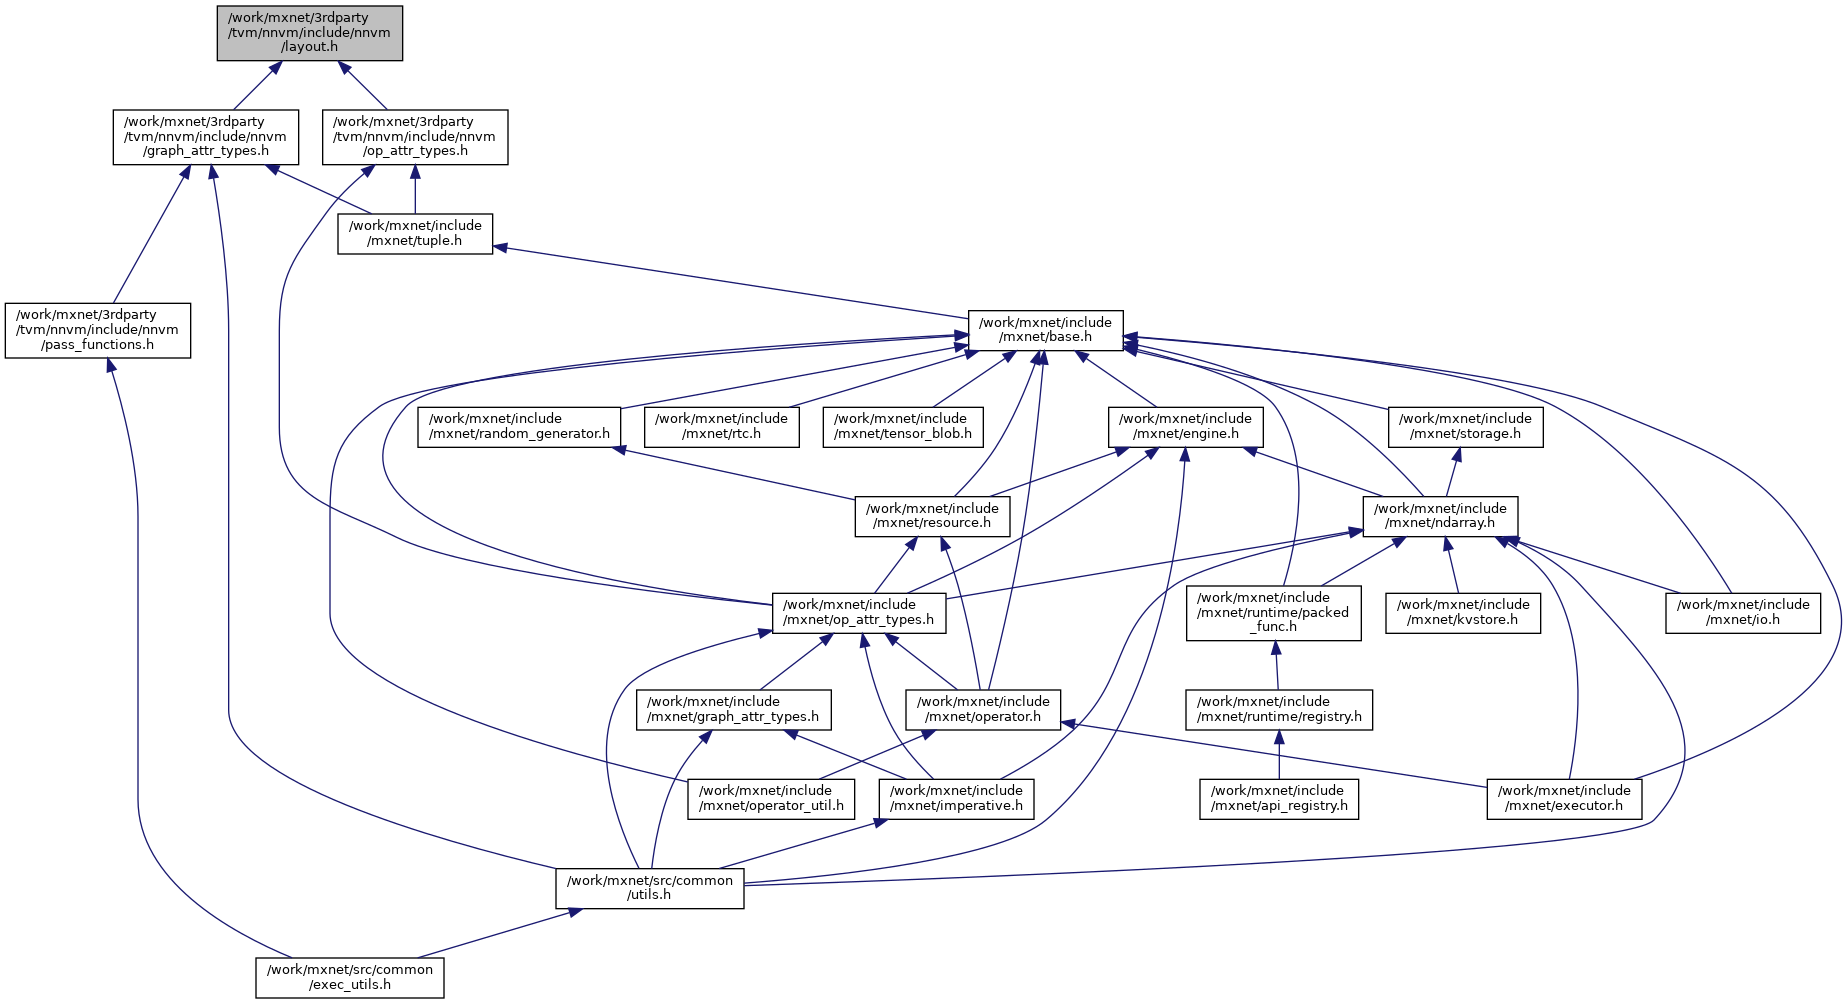 /work/mxnet/3rdparty
/tvm/nnvm/include/nnvm
/layout.h
/work/mxnet/3rdparty
/tvm/nnvm/include/nnvm
/graph_attr_types.h
/work/mxnet/3rdparty
/tvm/nnvm/include/nnvm
/op_attr_types.h
/work/mxnet/include
/mxnet/tuple.h
/work/mxnet/3rdparty
/tvm/nnvm/include/nnvm
/pass_functions.h
/work/mxnet/include
/mxnet/base.h
/work/mxnet/include
/mxnet/random_generator.h
/work/mxnet/include
/mxnet/rtc.h
/work/mxnet/include
/mxnet/tensor_blob.h
/work/mxnet/include
/mxnet/engine.h
/work/mxnet/include
/mxnet/storage.h
/work/mxnet/include
/mxnet/resource.h
/work/mxnet/include
/mxnet/ndarray.h
/work/mxnet/include
/mxnet/op_attr_types.h
/work/mxnet/include
/mxnet/runtime/packed
_func.h
/work/mxnet/include
/mxnet/kvstore.h
/work/mxnet/include
/mxnet/io.h
/work/mxnet/include
/mxnet/graph_attr_types.h
/work/mxnet/include
/mxnet/operator.h
/work/mxnet/include
/mxnet/runtime/registry.h
/work/mxnet/include
/mxnet/operator_util.h
/work/mxnet/include
/mxnet/imperative.h
/work/mxnet/include
/mxnet/api_registry.h
/work/mxnet/include
/mxnet/executor.h
/work/mxnet/src/common
/utils.h
/work/mxnet/src/common
/exec_utils.h